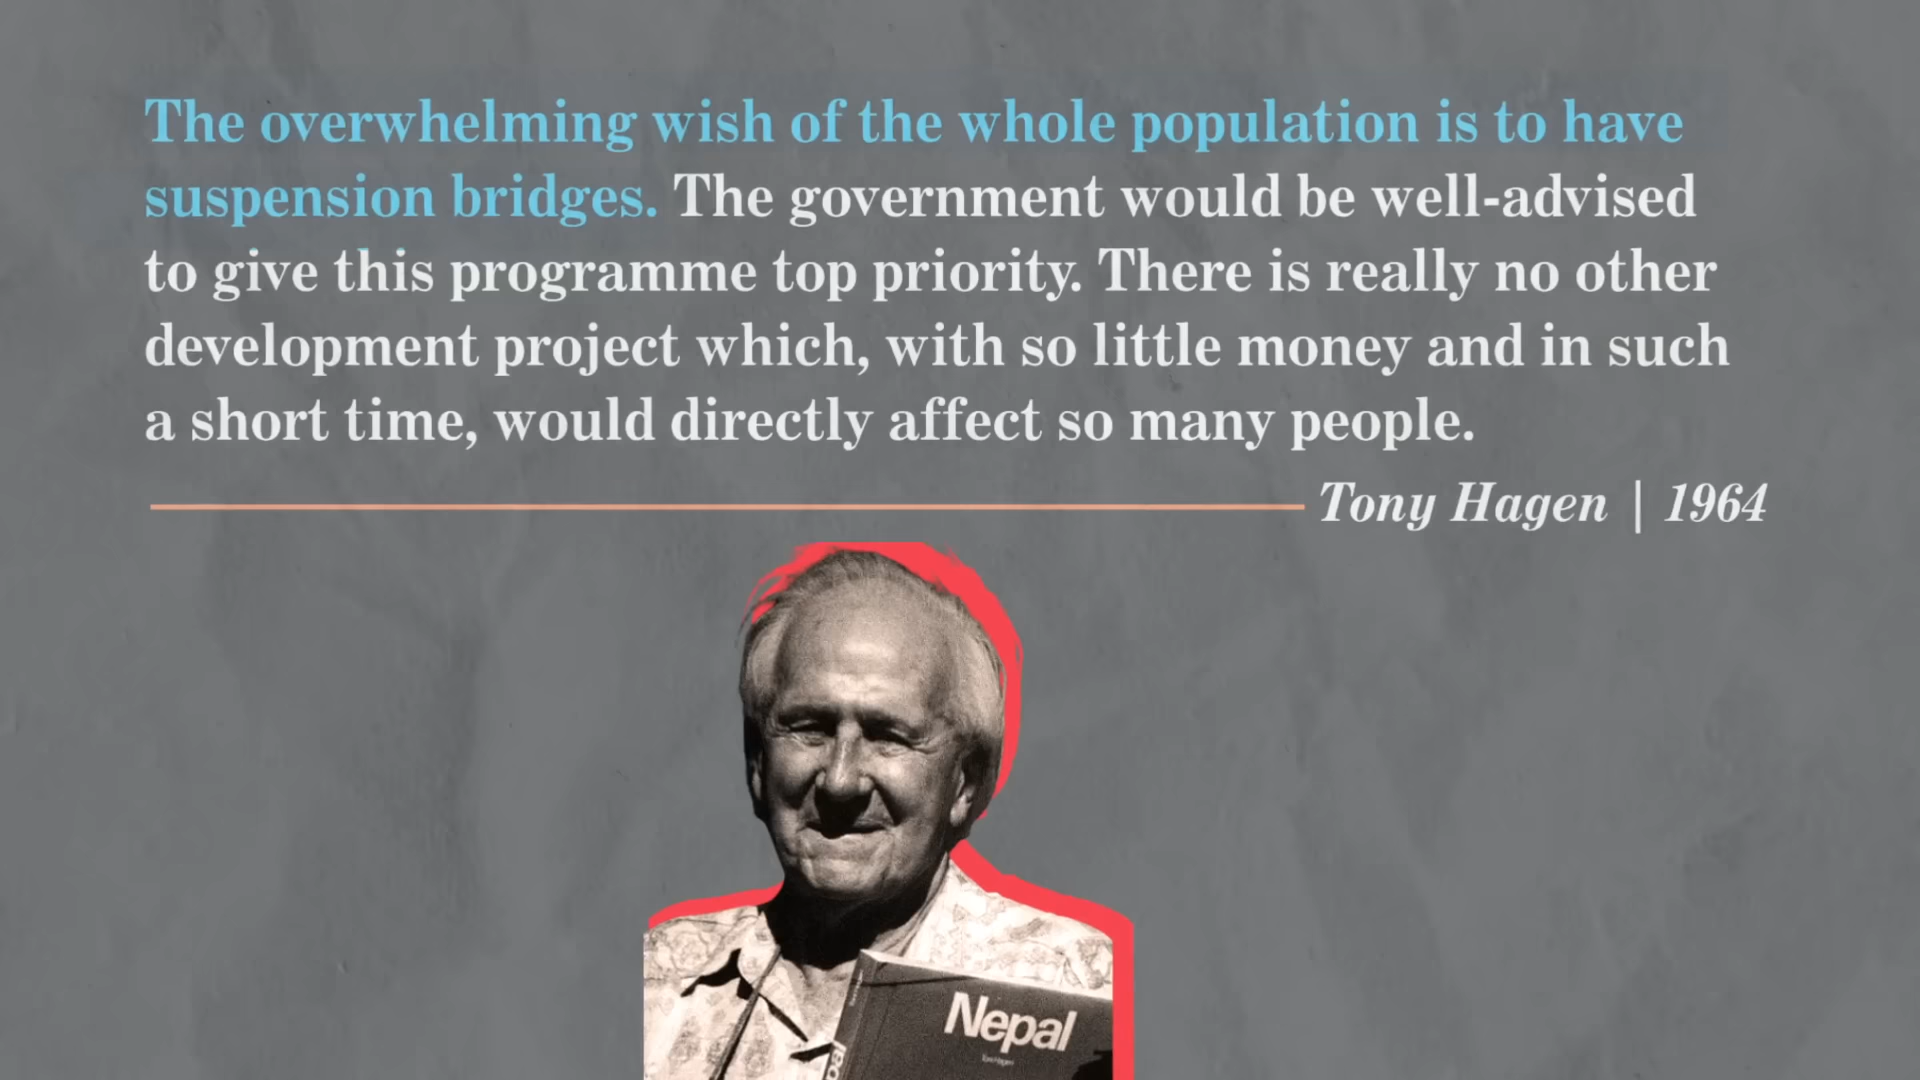 The overwhelming wish of the whole population is to have
suspension bridges. The government would be well-advised
to give this programme top priority. There is really no other
development project which, with so little money and in such
a short time, would directly affect so many people.
Tony Hagen | 1964
Nepal
Toni Hagen